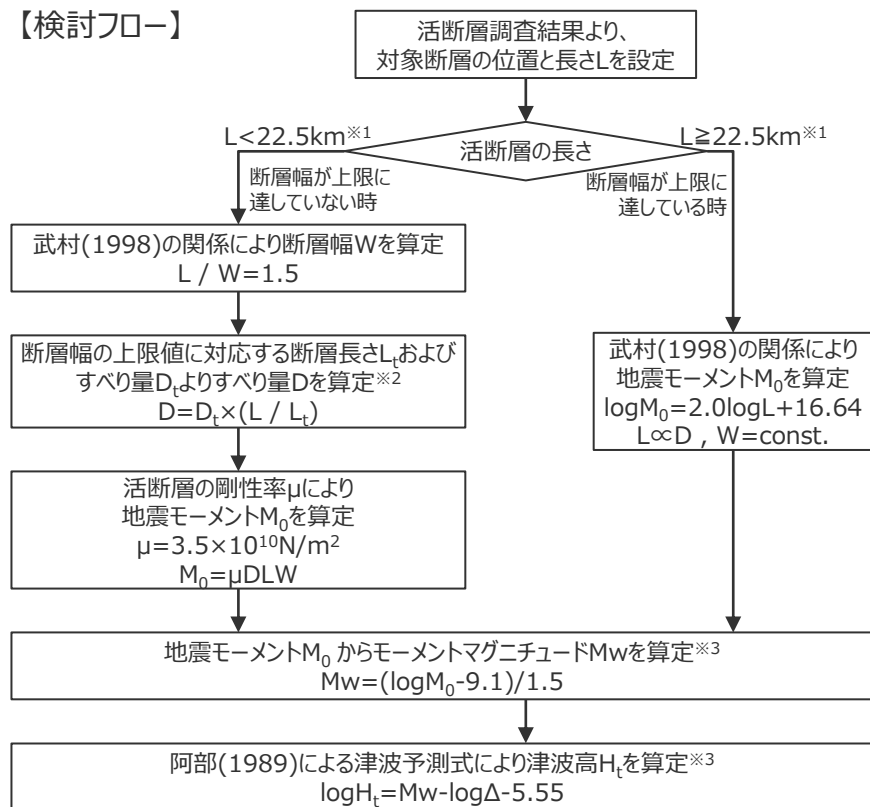 【検討フロー】
活断層調査結果より、
対象断層の位置と長さLを設定
L<22.5km※1
活断層の長さ
L≧22.5km※1
断層幅が上限に
達していない時
断層幅が上限に
達している時
武村(1998)の関係により断層幅Wを算定
L / W=1.5
断層幅の上限値に対応する断層長さLtおよび
すべり量Dtよりすべり量Dを算定※2
D=Dt×(L / Lt)
活断層の剛性率μにより
地震モーメントM0を算定
μ=3.5×10¹⁰N/m²
M0=μDLW
武村(1998)の関係により
地震モーメントM0を算定
logM0=2.0logL+16.64
L∝D , W=const.
地震モーメントM0 からモーメントマグニチュードMwを算定※3
Mw=(logM0-9.1)/1.5
阿部(1989)による津波予測式により津波高Htを算定※3
logHt=Mw-logΔ-5.55